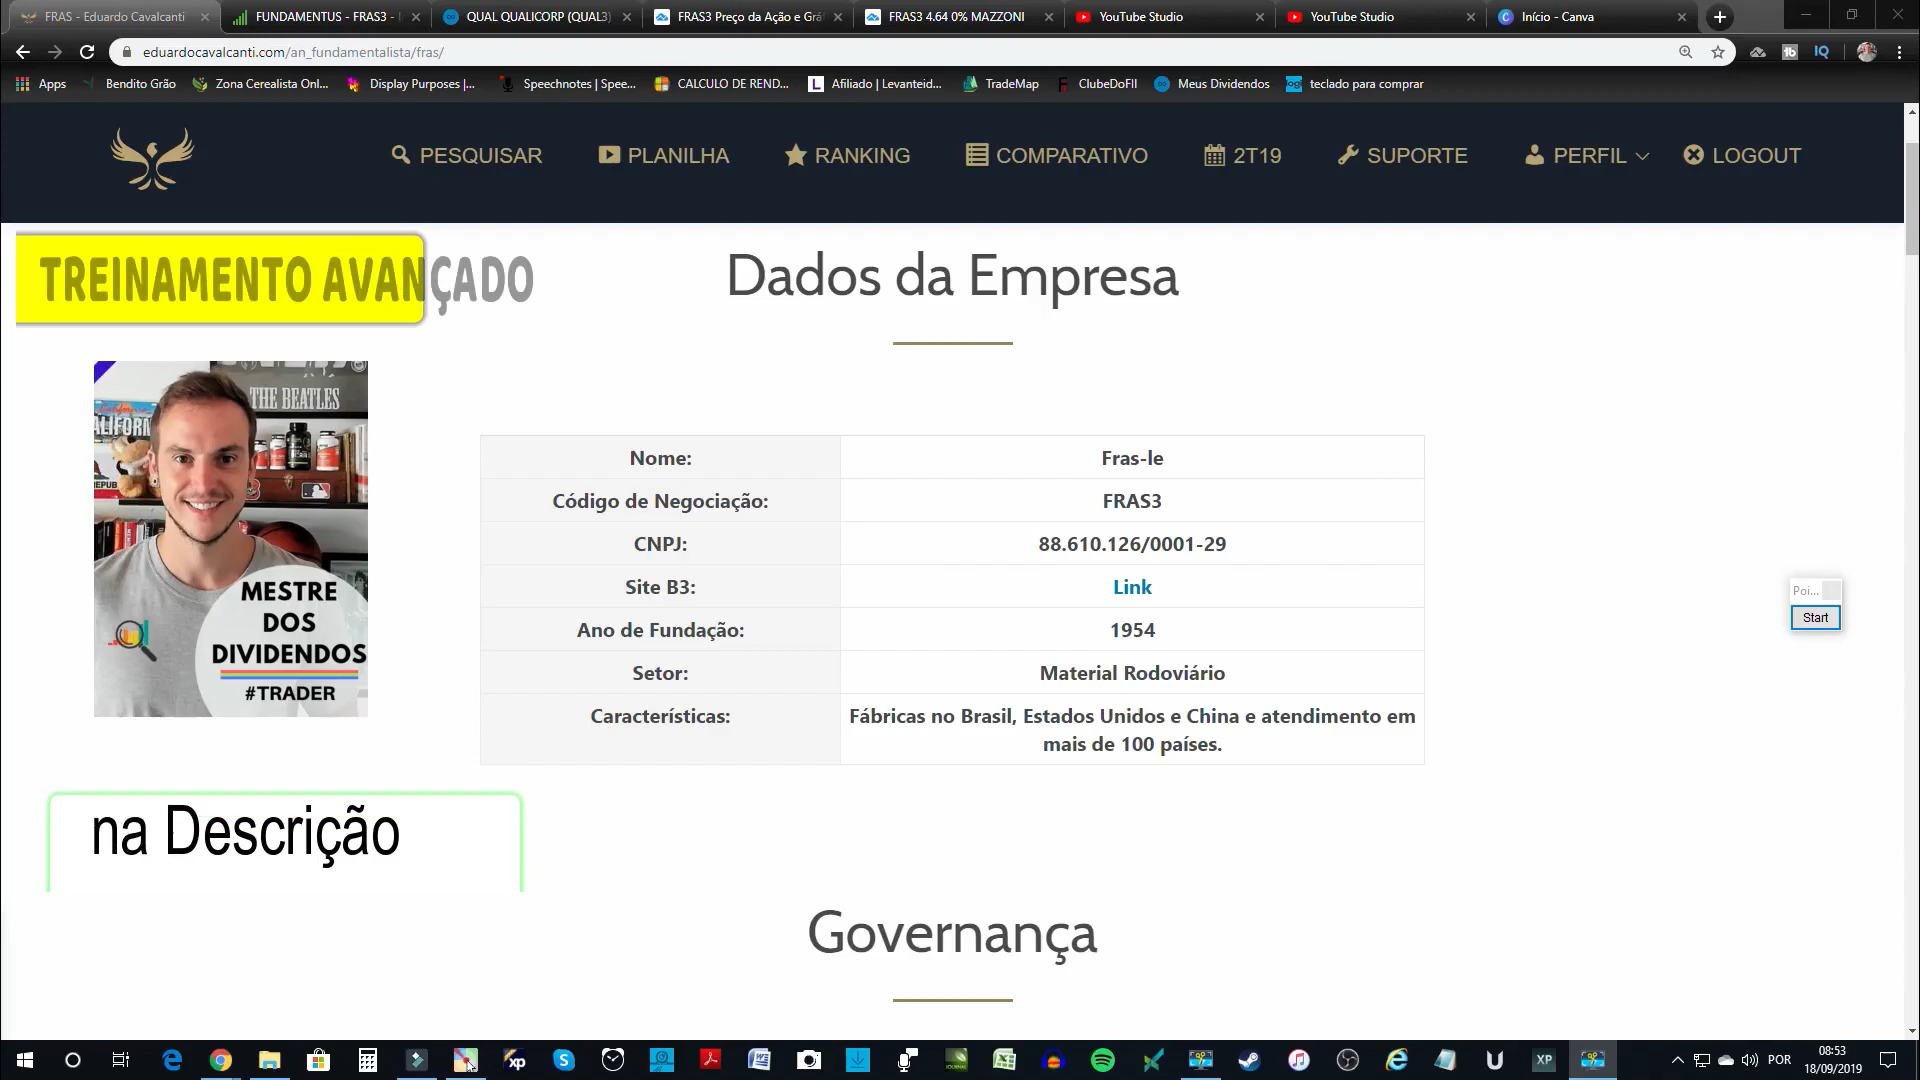 FRAS - Eduardo Cavalcanti
FUNDAMENTUS - FRAS3 -
QUAL QUALICORP (QUAL3)
FRAS3 Preço da Ação e Grá
FRAS3 4.64 0% MAZZONI
YouTube Studio
YouTube Studio
Início - Canva
eduardocavalcanti.com/an_fundamentalista/fras/
Apps
Bendito Grão
Zona Cerealista Onl...
Display Purposes |...
Speechnotes | Spee...
CALCULO DE REND...
Afiliado | Levanteid...
TradeMap
ClubeDoFII
Meus Dividendos
teclado para comprar
PESQUISAR
PLANILHA
RANKING
COMPARATIVO
2T19
SUPORTE
PERFIL
LOGOUT
TREINAMENTO AVANÇADO
Dados da Empresa
THE BEATLES
MESTRE
DOS
DIVIDENDOS
#TRADER
Nome: Fras-le
Código de Negociação: FRAS3
CNPJ: 88.610.126/0001-29
Site B3: Link
Ano de Fundação: 1954
Setor: Material Rodoviário
Características: Fábricas no Brasil, Estados Unidos e China e atendimento em
mais de 100 países.
Poi...
Start
na Descrição
Governança
POR
08:53
18/09/2019